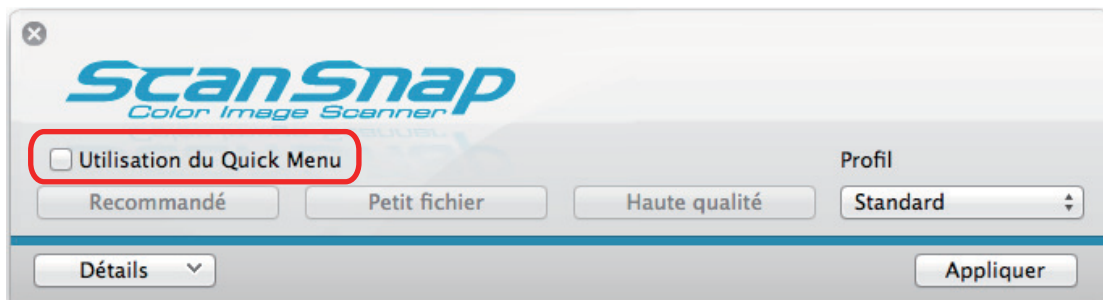 ScanSnap
Color Image Scanner
Utilisation du Quick Menu
Profil
Recommandé
Petit fichier
Haute qualité
Standard
Détails
Appliquer